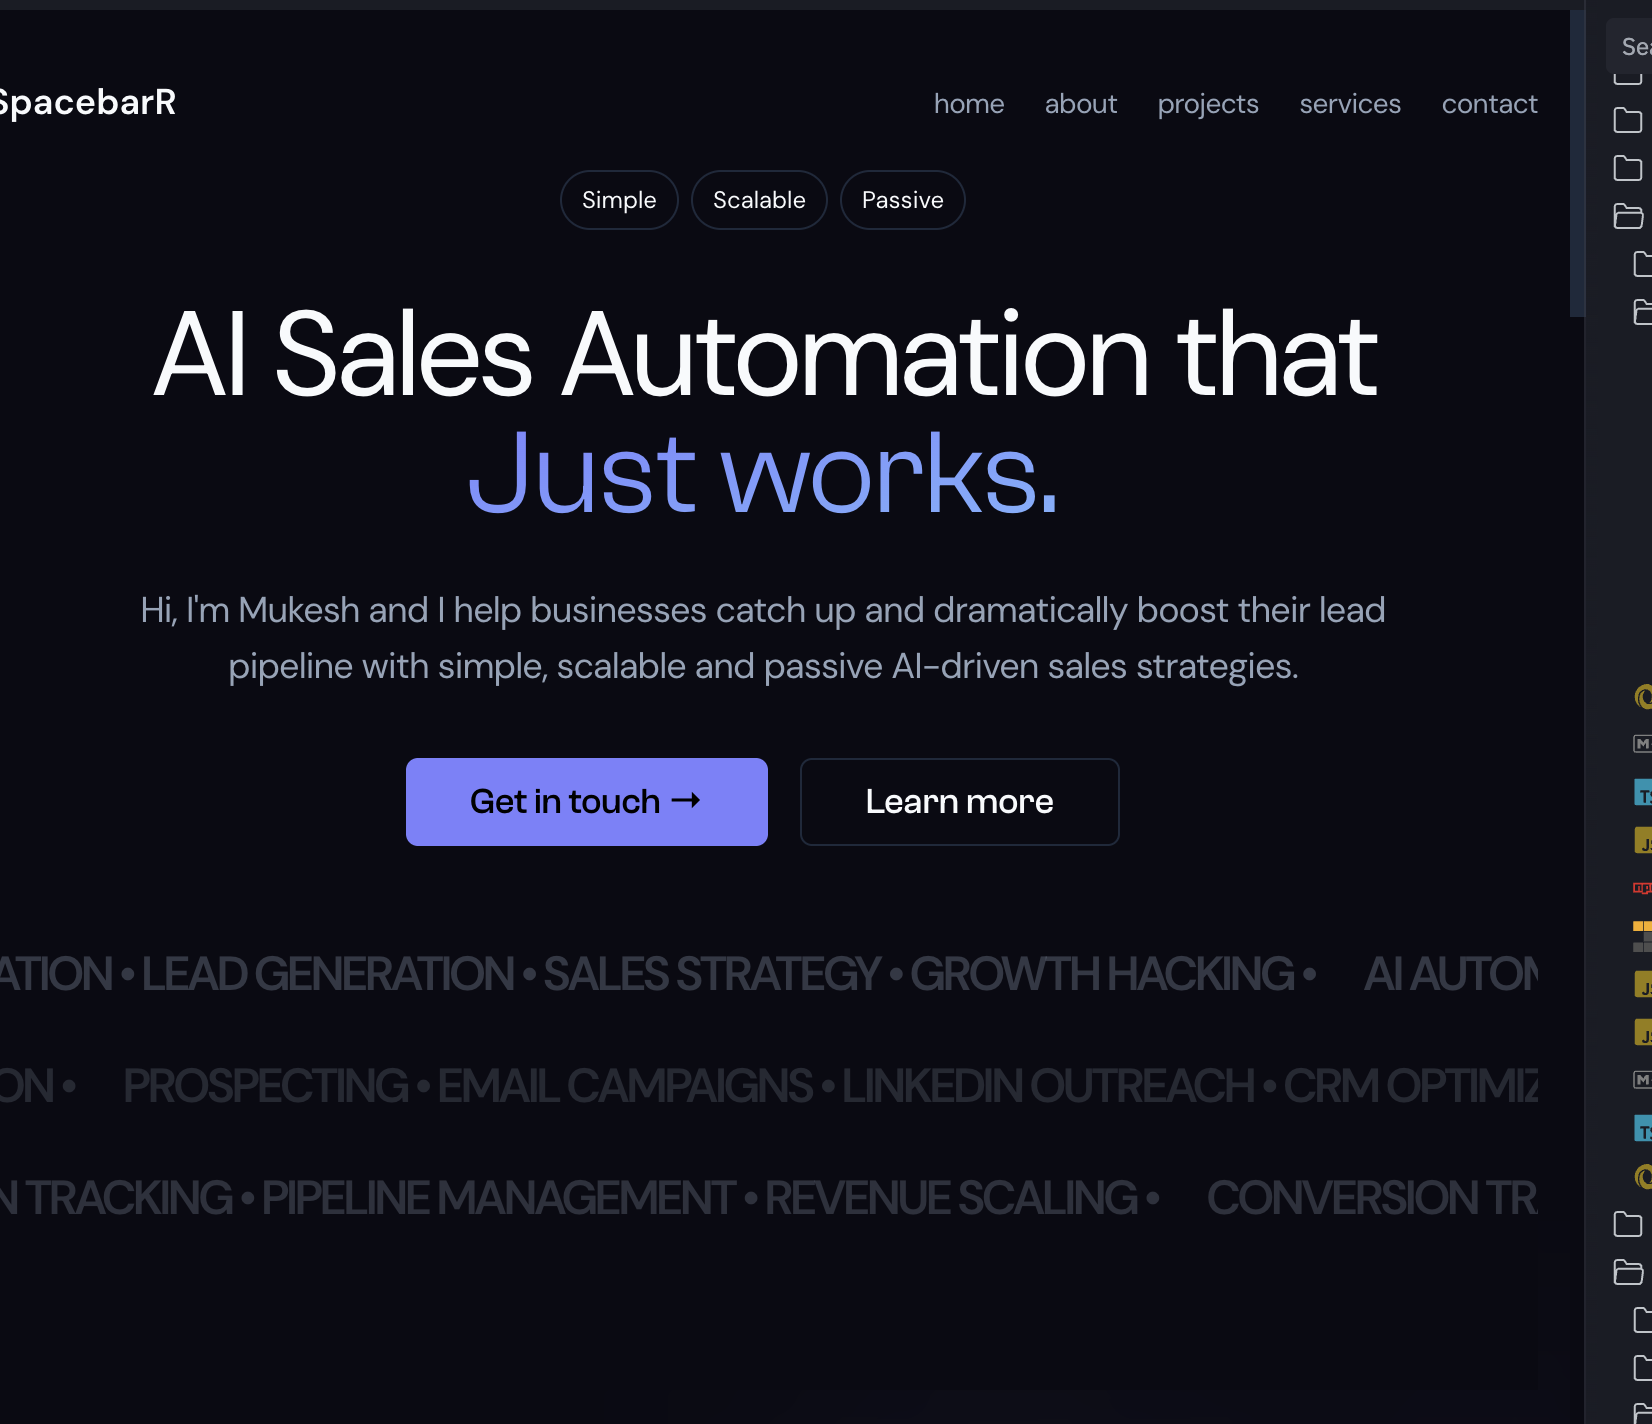 SpacebarR
home about projects services contact
Simple Scalable Passive
AI Sales Automation that
Just works.
Hi, I'm Mukesh and I help businesses catch up and dramatically boost their lead
pipeline with simple, scalable and passive AI-driven sales strategies.
Get in touch → Learn more
ATION • LEAD GENERATION • SALES STRATEGY • GROWTH HACKING • AI AUTOM
ON • PROSPECTING • EMAIL CAMPAIGNS • LINKEDIN OUTREACH • CRM OPTIMIZ
N TRACKING • PIPELINE MANAGEMENT • REVENUE SCALING • CONVERSION TR